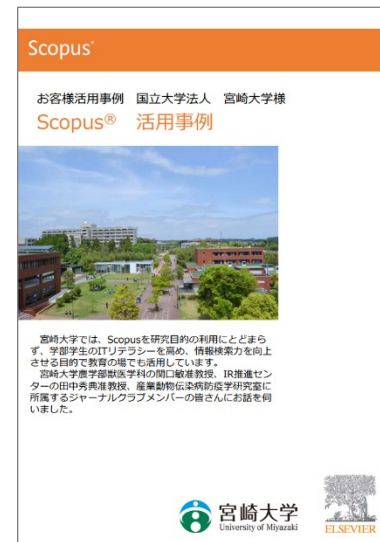 Scopus®
お客様活用事例　国立大学法人　宮崎大学様
Scopus®　活用事例
宮崎大学では、Scopusを研究目的の利用にとどまら
ず、学部学生のITリテラシーを高め、情報検索力を向上
させる目的で教育の場でも活用しています。
宮崎大学農学部獣医学科の関口敏准教授、IR推進セン
ターの田中秀典准教授、産業動物伝染病防疫学研究室に
所属するジャーナルクラブメンバーの皆さんにお話を伺
いました。
宮崎大学
University of Miyazaki
ELSEVIER